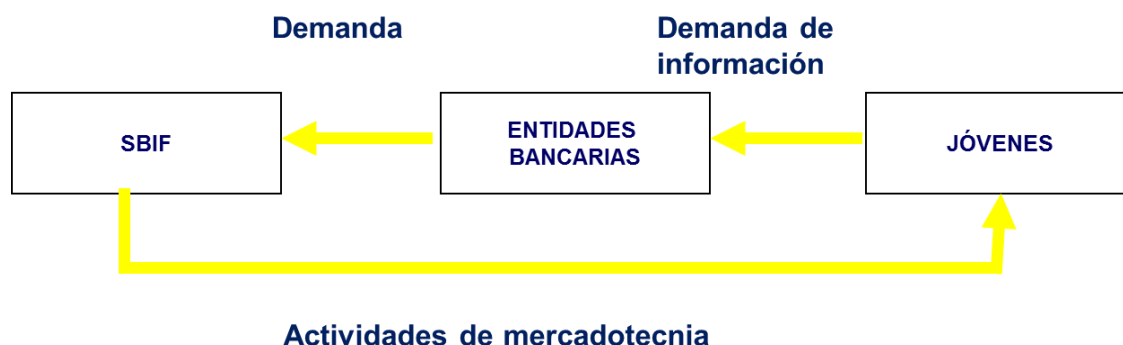 Demanda
Demanda de
información
SBIF
ENTIDADES
BANCARIAS
JÓVENES
Actividades de mercadotecnia